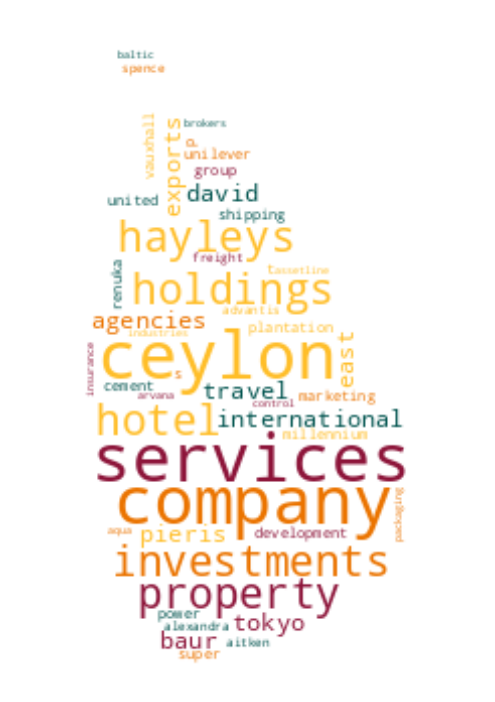 baltic
spence
vauxhall
exports
brokers
p
unilever
group
david
united
shipping
hayleys
freight
t
assetline
renuka
holdings
advantis
agencies
plantation
industries
ceylon
east
insurance
s
cement
travel
arvana
marketing
control
hotel
international
millennium
services
company
packaging
aqua
pieris
development
investments
property
power
alexandra
tokyo
baur
aitken
super